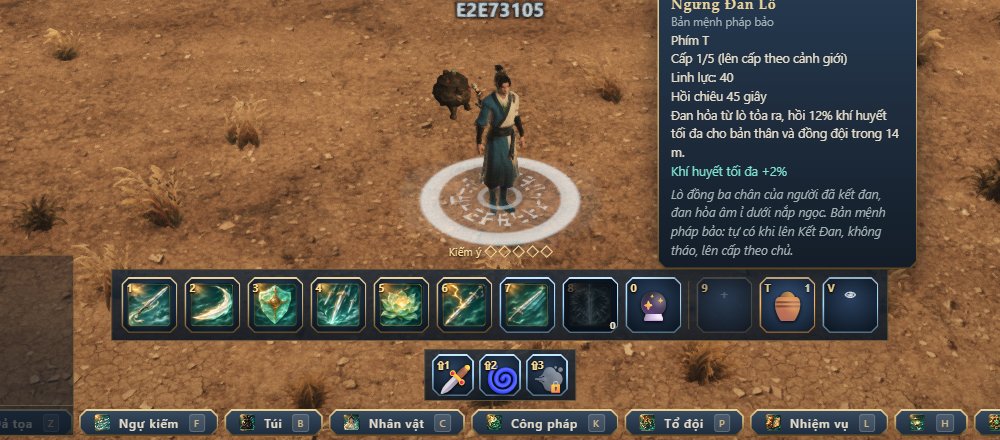 E2E73105
Ngưng Đan Lô
Bản mệnh pháp bảo
Phím T
Cấp 1/5 (lên cấp theo cảnh giới)
Linh lực: 40
Hồi chiêu 45 giây
Đan hỏa từ lò tỏa ra, hồi 12% khí huyết
tối đa cho bản thân và đồng đội trong 14
m.
Khí huyết tối đa +2%
Lò đồng ba chân của người đã kết đan,
đan hỏa âm ỉ dưới nắp ngọc. Bản mệnh
pháp bảo: tự có khi lên Kết Đan, không
tháo, lên cấp theo chủ.
Kiếm ý
1 2 3 4 5 6 7 8 0 0 9 T 1 V
1 2 3
tọa Z Ngự kiếm F Túi B Nhân vật C Công pháp K Tổ đội P Nhiệm vụ L H